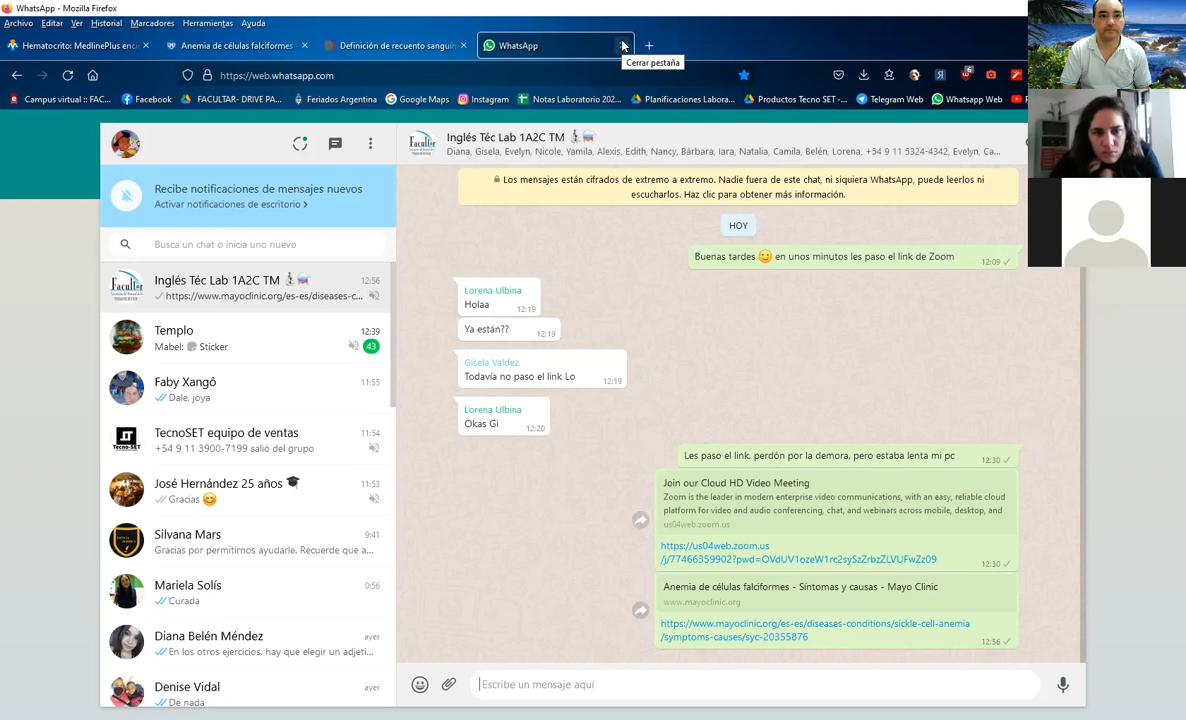 WhatsApp — Mozilla Firefox
Archivo Editar Ver Historial Marcadores Herramientas Ayuda
Hematocrito: MedlinePlus enci
Anemia de células falciformes -
Definición de recuento sanguín
WhatsApp
Cerrar pestaña
https://web.whatsapp.com
6
Campus virtual :: FAC...
Facebook
FACULTAR- DRIVE PA...
Feriados Argentina
Google Maps
Instagram
Notas Laboratorio 202...
Planificaciones Labora...
Productos Tecno SET -...
Telegram Web
Whatsapp Web
Recibe notificaciones de mensajes nuevos
Activar notificaciones de escritorio >
Busca un chat o inicia uno nuevo
Inglés Téc Lab 1A2C TM 12:56
https://www.mayoclinic.org/es-es/diseases-c...
Templo 12:39
Mabel: Sticker 43
Faby Xangô 11:55
Dale, joya
TecnoSET equipo de ventas 11:54
+54 9 11 3900-7199 salió del grupo
José Hernández 25 años 11:53
Gracias 😊
Silvana Mars 9:41
Gracias por permitirnos ayudarle. Recuerde que a...
Mariela Solís 0:56
Curada
Diana Belén Méndez ayer
En los otros ejercicios, hay que elegir un adjeti...
Denise Vidal ayer
De nada
Facultar
Inglés Téc Lab 1A2C TM
Diana, Gisela, Evelyn, Nicole, Yamila, Alexis, Edith, Nancy, Bárbara, Iara, Natalia, Camila, Belén, Lorena, +54 9 11 5324-4342, Evelyn, Ca...
Los mensajes están cifrados de extremo a extremo. Nadie fuera de este chat, ni siquiera WhatsApp, puede leerlos ni
escucharlos. Haz clic para obtener más información.
HOY
Buenas tardes 😊 en unos minutos les paso el link de Zoom 12:09
Lorena Ulbina
Holaa 12:19
Ya están?? 12:19
Gisela Valdez
Todavía no paso el link Lo 12:19
Lorena Ulbina
Okas Gi 12:20
Les paso el link, perdón por la demora, pero estaba lenta mi pc 12:30
Join our Cloud HD Video Meeting
Zoom is the leader in modern enterprise video communications, with an easy, reliable cloud
platform for video and audio conferencing, chat, and webinars across mobile, desktop, and
us04web.zoom.us
https://us04web.zoom.us
/j/77466359902?pwd=OVdUV1ozeW1rc2sySzZrbzZLVUFwZz09 12:30
Anemia de células falciformes - Síntomas y causas - Mayo Clinic
www.mayoclinic.org
https://www.mayoclinic.org/es-es/diseases-conditions/sickle-cell-anemia
/symptoms-causes/syc-20355876 12:56
Escribe un mensaje aquí